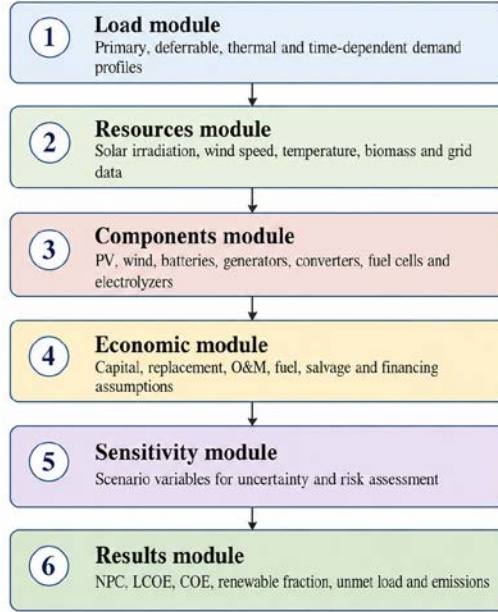 1
Load module
Primary, deferrable, thermal and time-dependent demand
profiles
2
Resources module
Solar irradiation, wind speed, temperature, biomass and grid
data
3
Components module
PV, wind, batteries, generators, converters, fuel cells and
electrolyzers
4
Economic module
Capital, replacement, O&M, fuel, salvage and financing
assumptions
5
Sensitivity module
Scenario variables for uncertainty and risk assessment
6
Results module
NPC, LCOE, COE, renewable fraction, unmet load and emissions